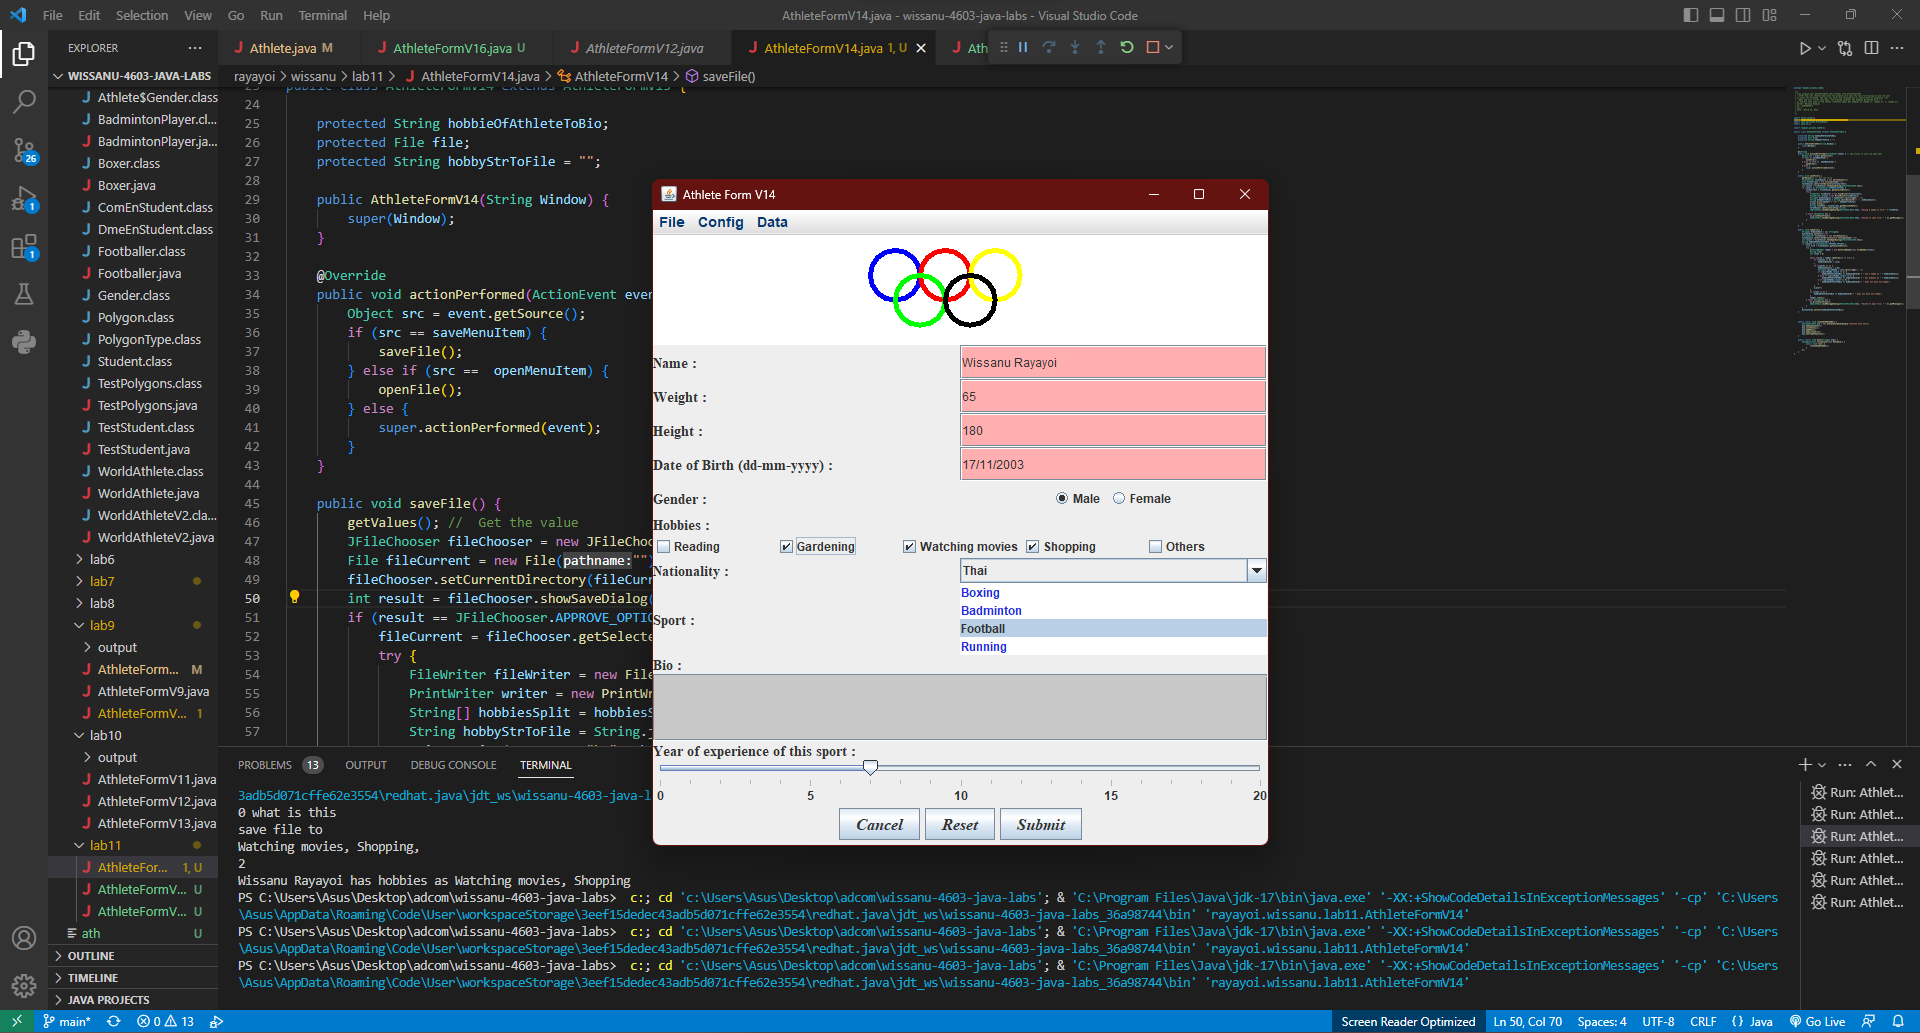 File Edit Selection View Go Run Terminal Help
AthleteFormV14.java - wissanu-4603-java-labs - Visual Studio Code
EXPLORER
Athlete.java M
AthleteFormV16.java U
AthleteFormV12.java
AthleteFormV14.java 1, U
Ath
WISSANU-4603-JAVA-LABS
rayayoi > wissanu > lab11 > AthleteFormV14.java > AthleteFormV14 > saveFile()
Athlete$Gender.class
BadmintonPlayer.cl...
BadmintonPlayer.ja...
Boxer.class
Boxer.java
ComEnStudent.class
DmeEnStudent.class
Footballer.class
Footballer.java
Gender.class
Polygon.class
PolygonType.class
Student.class
TestPolygons.class
TestPolygons.java
TestStudent.class
TestStudent.java
WorldAthlete.class
WorldAthlete.java
WorldAthleteV2.cla...
WorldAthleteV2.java
lab6
lab7
lab8
lab9
output
AthleteForm... M
AthleteFormV9.java
AthleteFormV... 1
lab10
output
AthleteFormV11.java
AthleteFormV12.java
AthleteFormV13.java
lab11
AthleteFor... 1, U
AthleteFormV... U
AthleteFormV... U
ath U
OUTLINE
TIMELINE
JAVA PROJECTS
26
1
1
23 public class AthleteFormV14 extends AthleteFormV13 {
24
25 protected String hobbieOfAthleteToBio;
26 protected File file;
27 protected String hobbyStrToFile = "";
28
29 public AthleteFormV14(String Window) {
30 super(Window);
31 }
32
33 @Override
34 public void actionPerformed(ActionEvent even
35 Object src = event.getSource();
36 if (src == saveMenuItem) {
37 saveFile();
38 } else if (src == openMenuItem) {
39 openFile();
40 } else {
41 super.actionPerformed(event);
42 }
43 }
44
45 public void saveFile() {
46 getValues(); // Get the value
47 JFileChooser fileChooser = new JFileCho
48 File fileCurrent = new File(pathname:"")
49 fileChooser.setCurrentDirectory(fileCurr
50 int result = fileChooser.showSaveDialog(
51 if (result == JFileChooser.APPROVE_OPTIO
52 fileCurrent = fileChooser.getSelecte
53 try {
54 FileWriter fileWriter = new File
55 PrintWriter writer = new PrintWr
56 String[] hobbiesSplit = hobbiesS
57 String hobbyStrToFile = String.j
Athlete Form V14
File Config Data
Name : Wissanu Rayayoi
Weight : 65
Height : 180
Date of Birth (dd-mm-yyyy) : 17/11/2003
Gender : Male Female
Hobbies :
Reading Gardening Watching movies Shopping Others
Nationality : Thai
Sport :
Boxing
Badminton
Football
Running
Bio :
Year of experience of this sport :
0 5 10 15 20
Cancel Reset Submit
PROBLEMS 13 OUTPUT DEBUG CONSOLE TERMINAL
3adb5d071cffe62e3554\redhat.java\jdt_ws\wissanu-4603-java-l
0 what is this
save file to
Watching movies, Shopping,
2
Wissanu Rayayoi has hobbies as Watching movies, Shopping
PS C:\Users\Asus\Desktop\adcom\wissanu-4603-java-labs> c:; cd 'c:\Users\Asus\Desktop\adcom\wissanu-4603-java-labs'; & 'C:\Program Files\Java\jdk-17\bin\java.exe' '-XX:+ShowCodeDetailsInExceptionMessages' '-cp' 'C:\Users
\Asus\AppData\Roaming\Code\User\workspaceStorage\3eef15dedec43adb5d071cffe62e3554\redhat.java\jdt_ws\wissanu-4603-java-labs_36a98744\bin' 'rayayoi.wissanu.lab11.AthleteFormV14'
PS C:\Users\Asus\Desktop\adcom\wissanu-4603-java-labs> c:; cd 'c:\Users\Asus\Desktop\adcom\wissanu-4603-java-labs'; & 'C:\Program Files\Java\jdk-17\bin\java.exe' '-XX:+ShowCodeDetailsInExceptionMessages' '-cp' 'C:\Users
\Asus\AppData\Roaming\Code\User\workspaceStorage\3eef15dedec43adb5d071cffe62e3554\redhat.java\jdt_ws\wissanu-4603-java-labs_36a98744\bin' 'rayayoi.wissanu.lab11.AthleteFormV14'
PS C:\Users\Asus\Desktop\adcom\wissanu-4603-java-labs> c:; cd 'c:\Users\Asus\Desktop\adcom\wissanu-4603-java-labs'; & 'C:\Program Files\Java\jdk-17\bin\java.exe' '-XX:+ShowCodeDetailsInExceptionMessages' '-cp' 'C:\Users
\Asus\AppData\Roaming\Code\User\workspaceStorage\3eef15dedec43adb5d071cffe62e3554\redhat.java\jdt_ws\wissanu-4603-java-labs_36a98744\bin' 'rayayoi.wissanu.lab11.AthleteFormV14'
Run: Athlet...
Run: Athlet...
Run: Athlet...
Run: Athlet...
Run: Athlet...
Run: Athlet...
main* 0 13
Screen Reader Optimized Ln 50, Col 70 Spaces: 4 UTF-8 CRLF { } Java Go Live